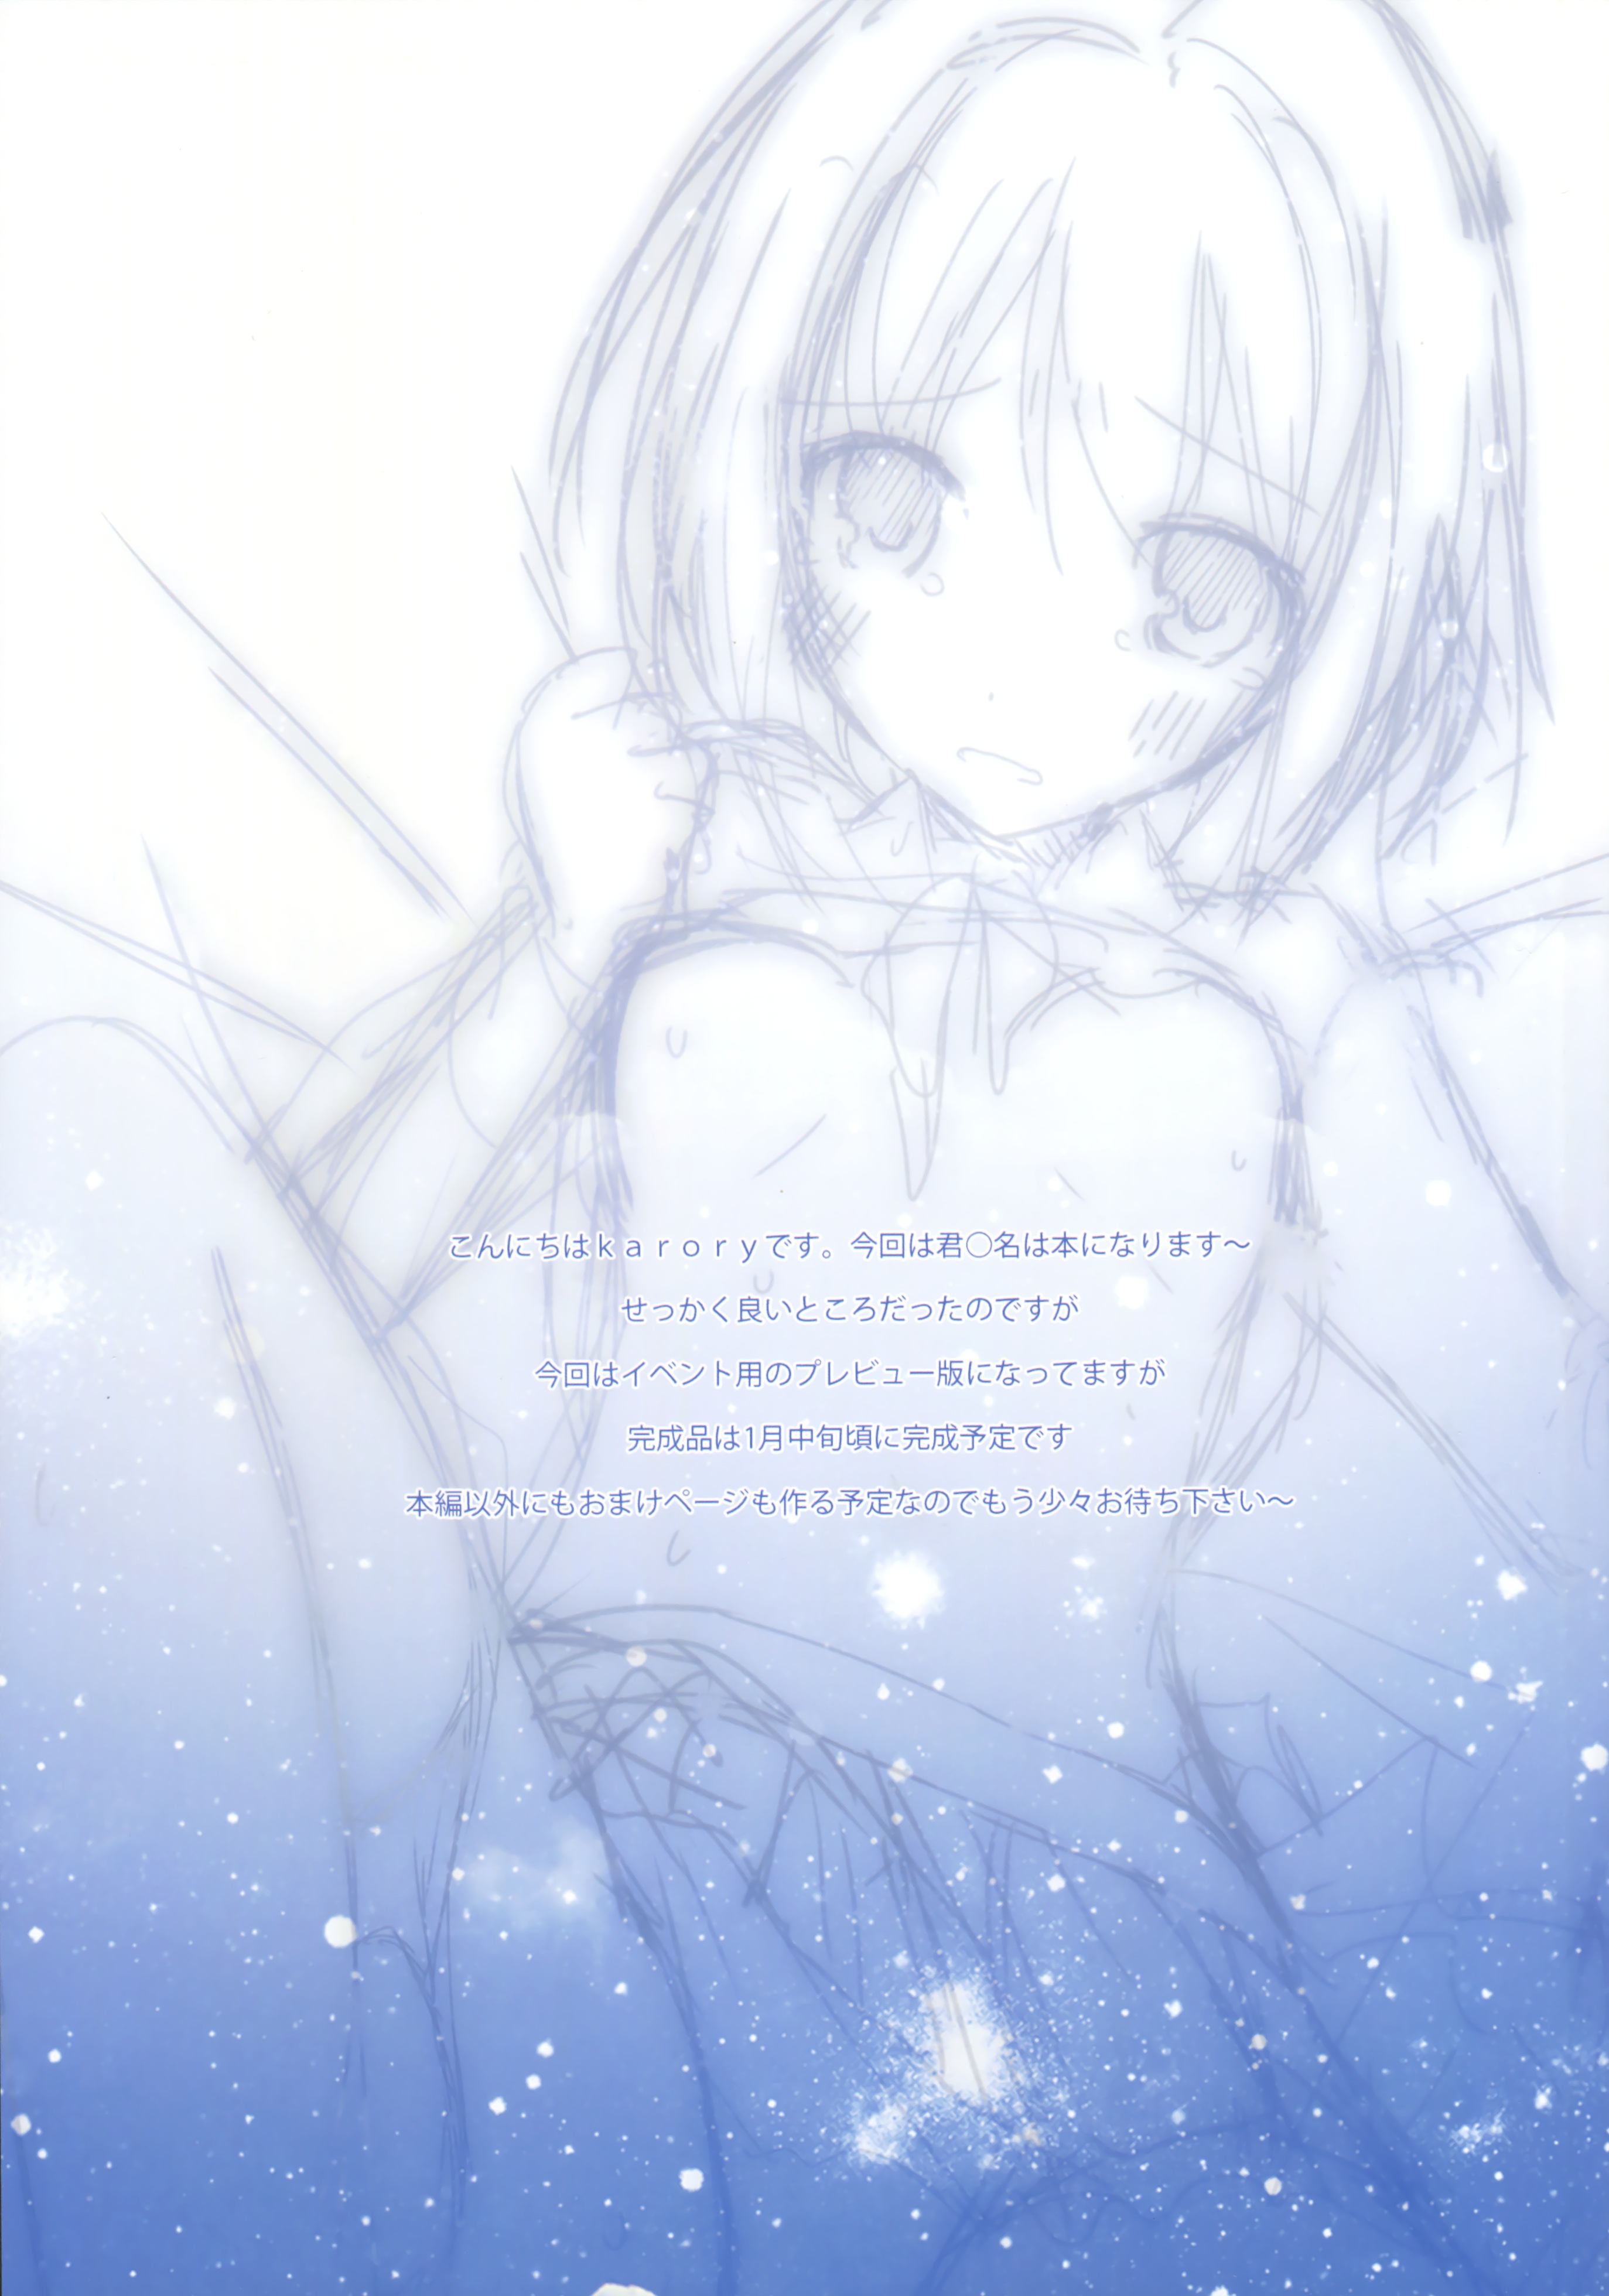 こんにちはｋａｒｏｒｙです。今回は君○名は本になります～
せっかく良いところだったのですが
今回はイベント用のプレビュー版になってますが
完成品は1月中旬頃に完成予定です
本編以外にもおまけページも作る予定なのでもう少々お待ち下さい～